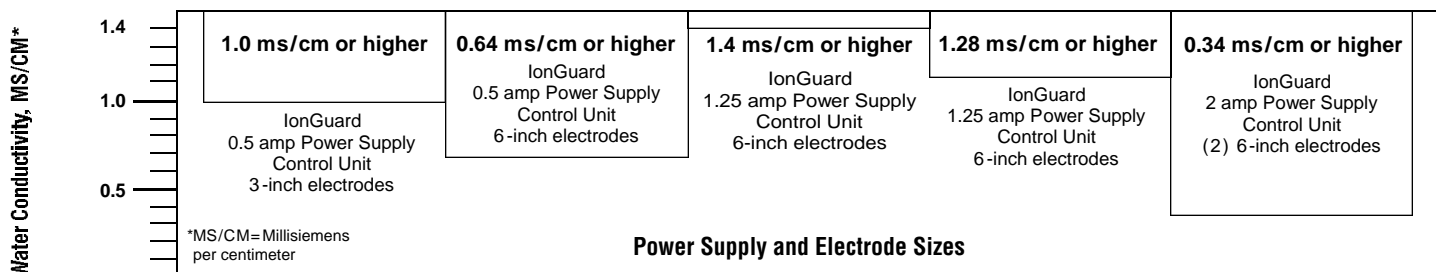 Water Conductivity, MS/CM*
1.4
1.0
0.5
1.0 ms/cm or higher
IonGuard
0.5 amp Power Supply
Control Unit
3-inch electrodes
0.64 ms/cm or higher
IonGuard
0.5 amp Power Supply
Control Unit
6-inch electrodes
1.4 ms/cm or higher
IonGuard
1.25 amp Power Supply
Control Unit
6-inch electrodes
1.28 ms/cm or higher
IonGuard
1.25 amp Power Supply
Control Unit
6-inch electrodes
0.34 ms/cm or higher
IonGuard
2 amp Power Supply
Control Unit
(2) 6-inch electrodes
*MS/CM=Millisiemens
per centimeter
Power Supply and Electrode Sizes